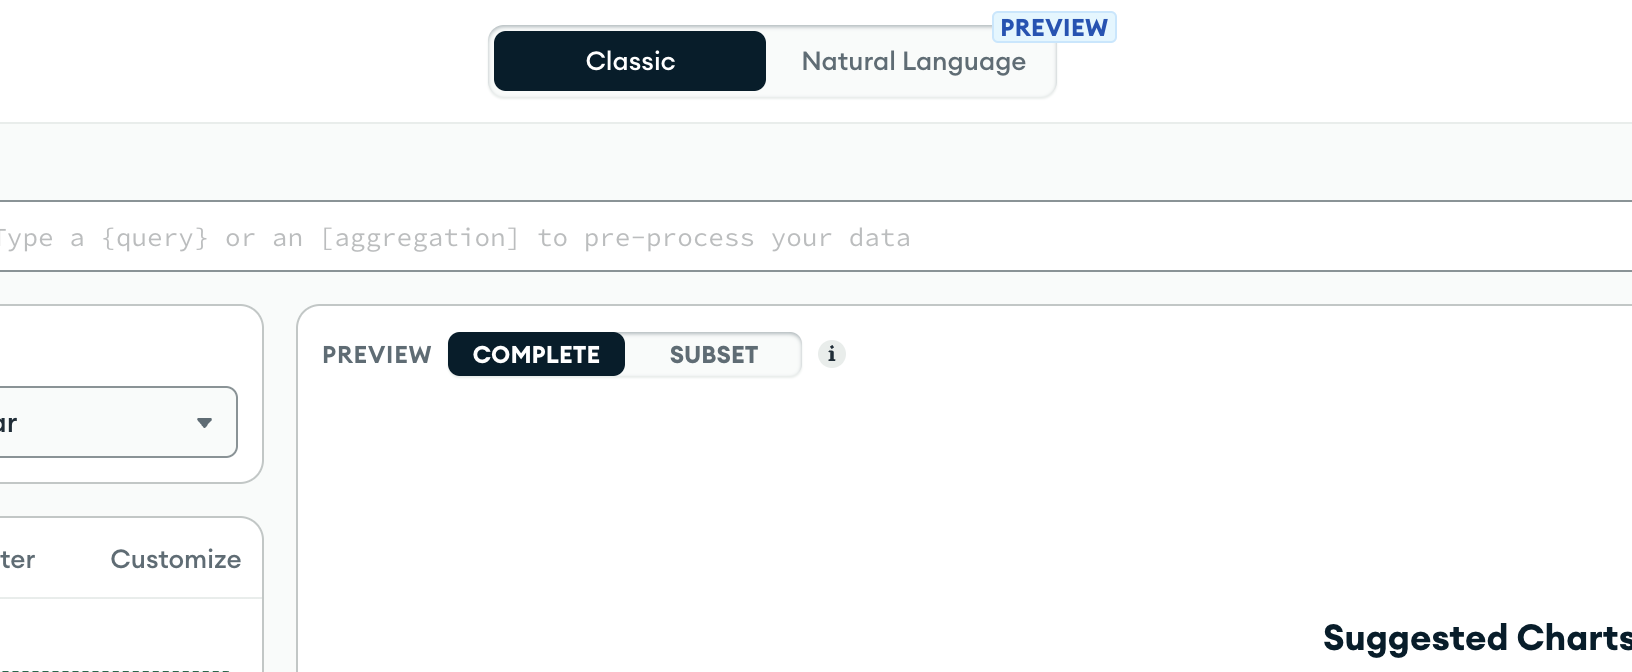 PREVIEW
Classic
Natural Language
Type a {query} or an [aggregation] to pre-process your data
PREVIEW
COMPLETE
SUBSET
i
ar
ter
Customize
Suggested Charts